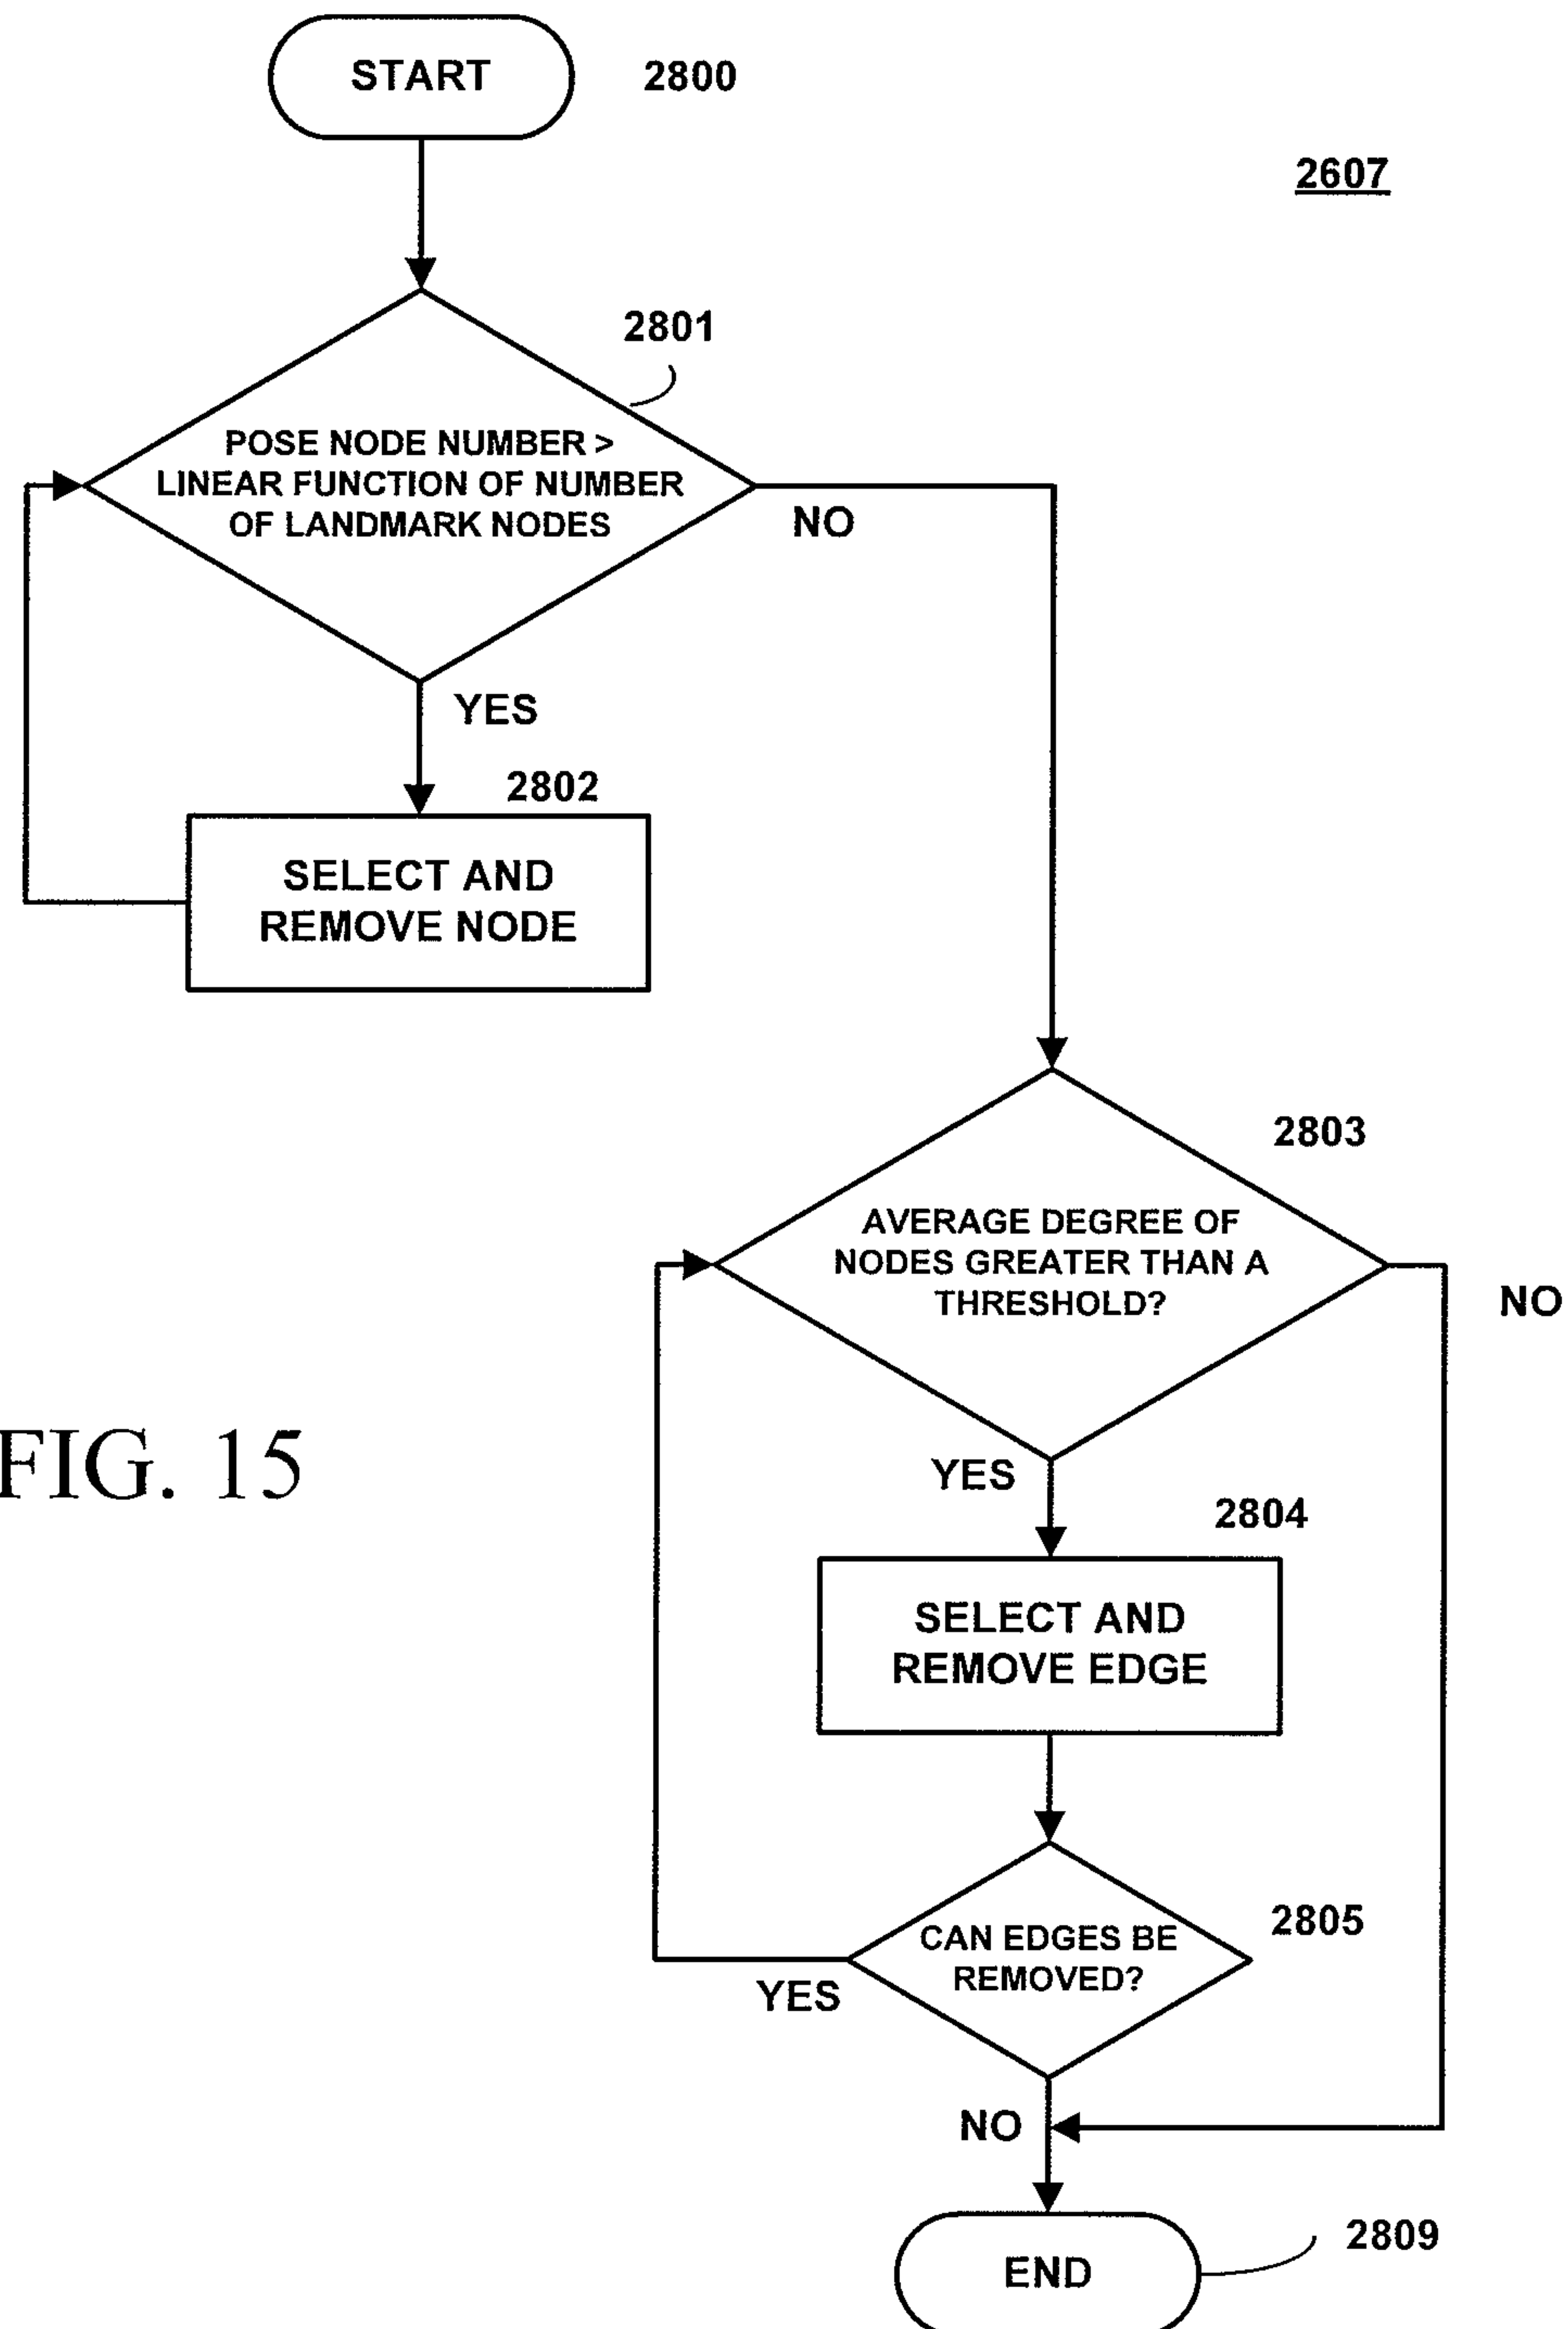 START
2800
2607
2801
POSE NODE NUMBER >
LINEAR FUNCTION OF NUMBER
OF LANDMARK NODES
NO
YES
2802
SELECT AND
REMOVE NODE
2803
AVERAGE DEGREE OF
NODES GREATER THAN A
THRESHOLD?
NO
FIG. 15
YES
2804
SELECT AND
REMOVE EDGE
2805
CAN EDGES BE
REMOVED?
YES
NO
2809
END